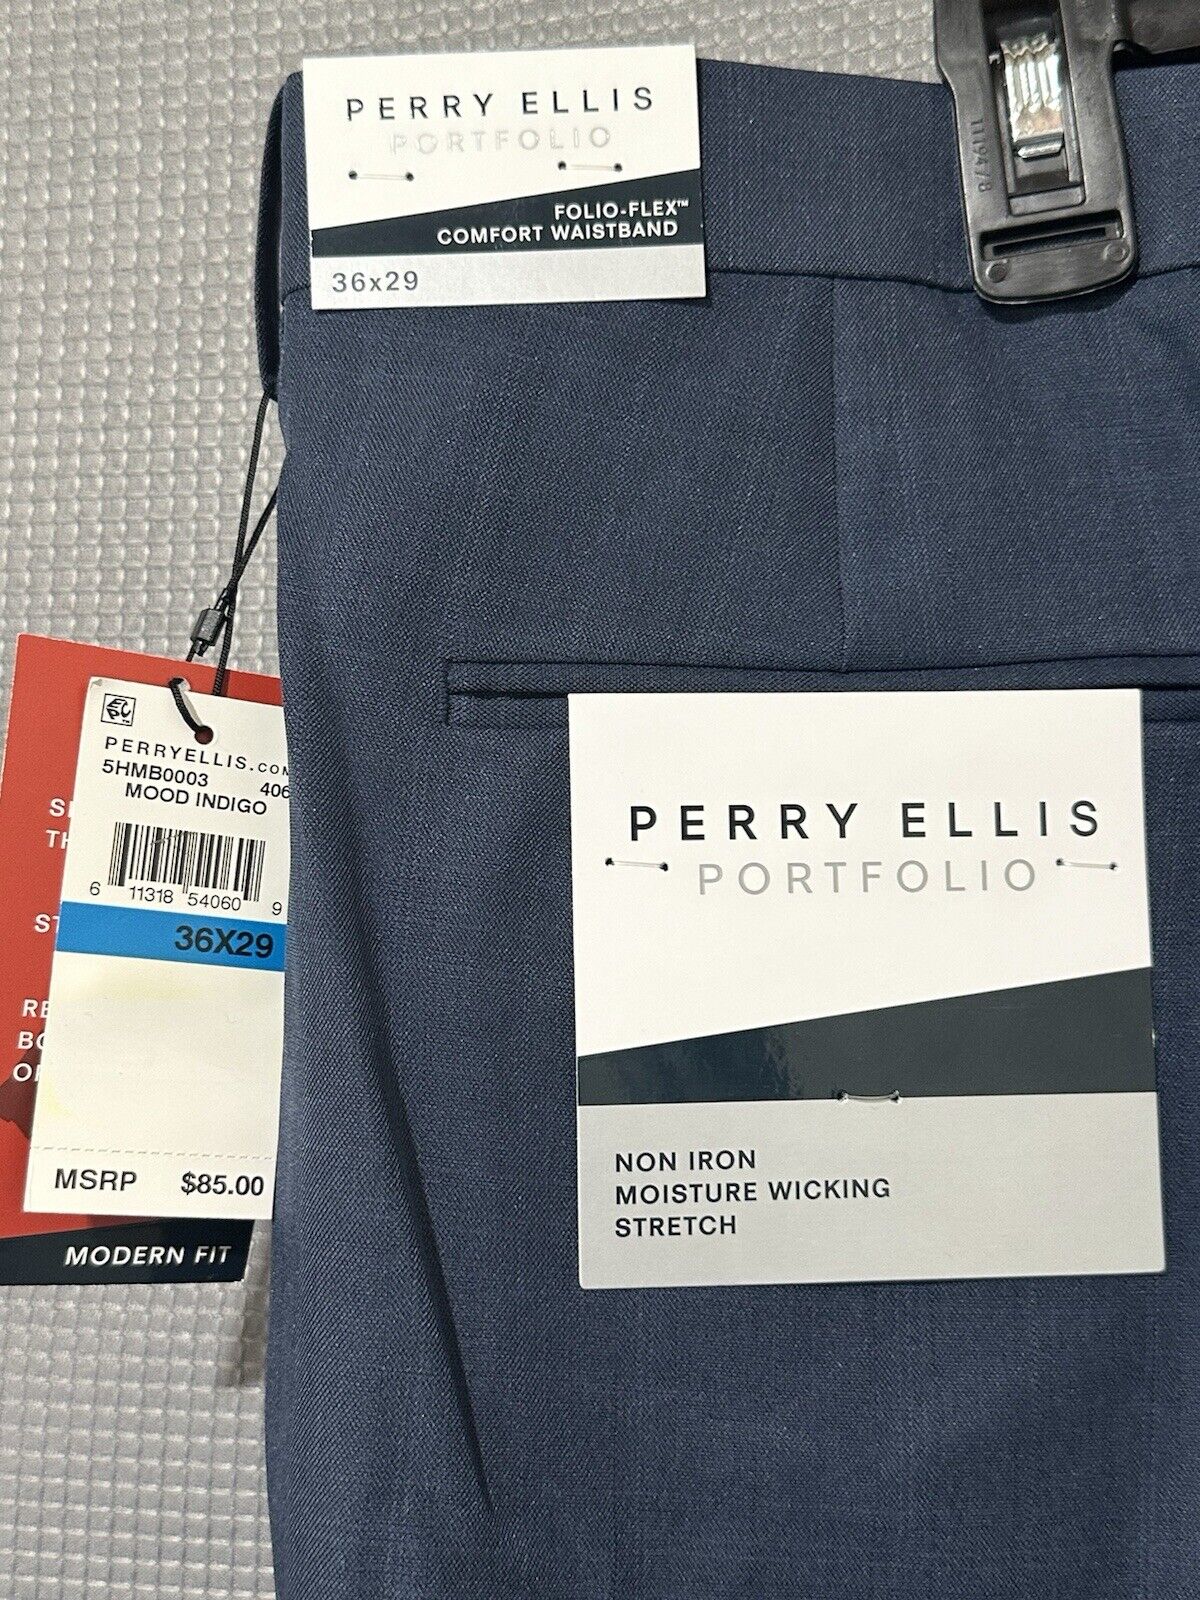 PERRY ELLIS
PORTFOLIO
FOLIO-FLEX™
COMFORT WAISTBAND
36x29
119478
PERRYELLIS.COM
5HMB0003 406
MOOD INDIGO
6 11318 54060 9
36X29
MSRP $85.00
MODERN FIT
PERRY ELLIS
PORTFOLIO
NON IRON
MOISTURE WICKING
STRETCH